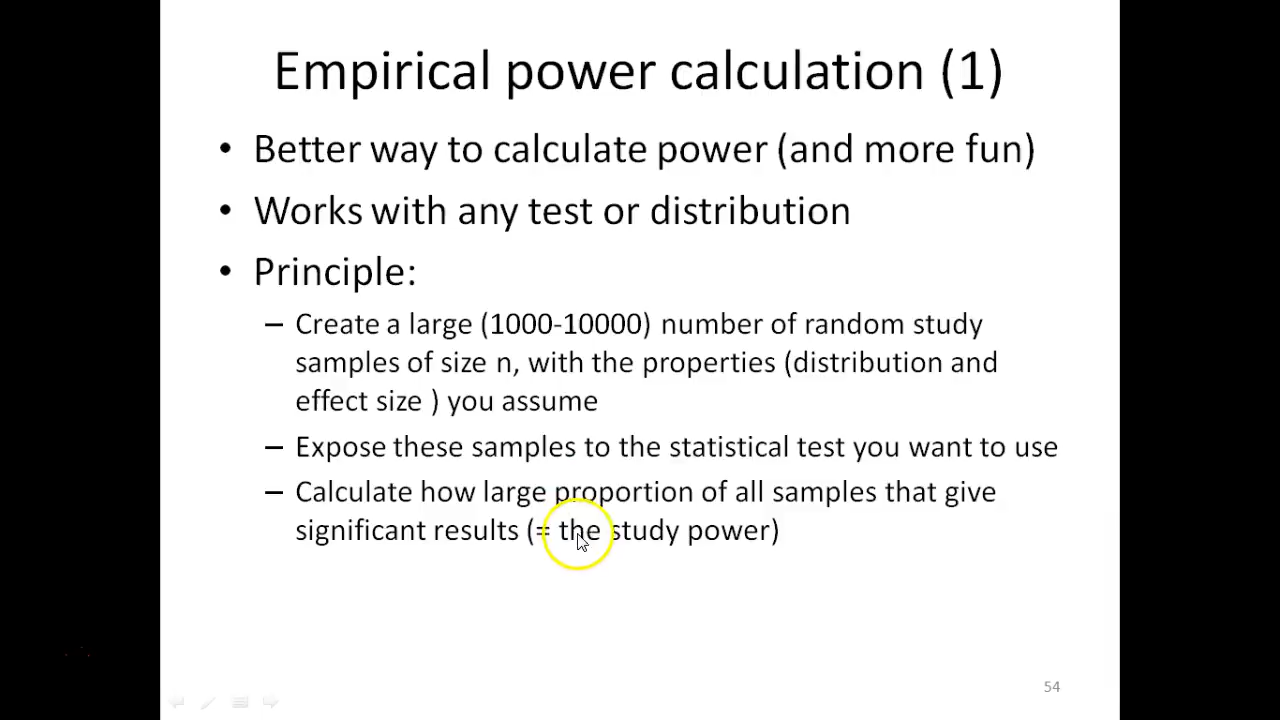 Empirical power calculation (1)
• Better way to calculate power (and more fun)
• Works with any test or distribution
• Principle:
– Create a large (1000-10000) number of random study
samples of size n, with the properties (distribution and
effect size ) you assume
– Expose these samples to the statistical test you want to use
– Calculate how large proportion of all samples that give
significant results (= the study power)
54